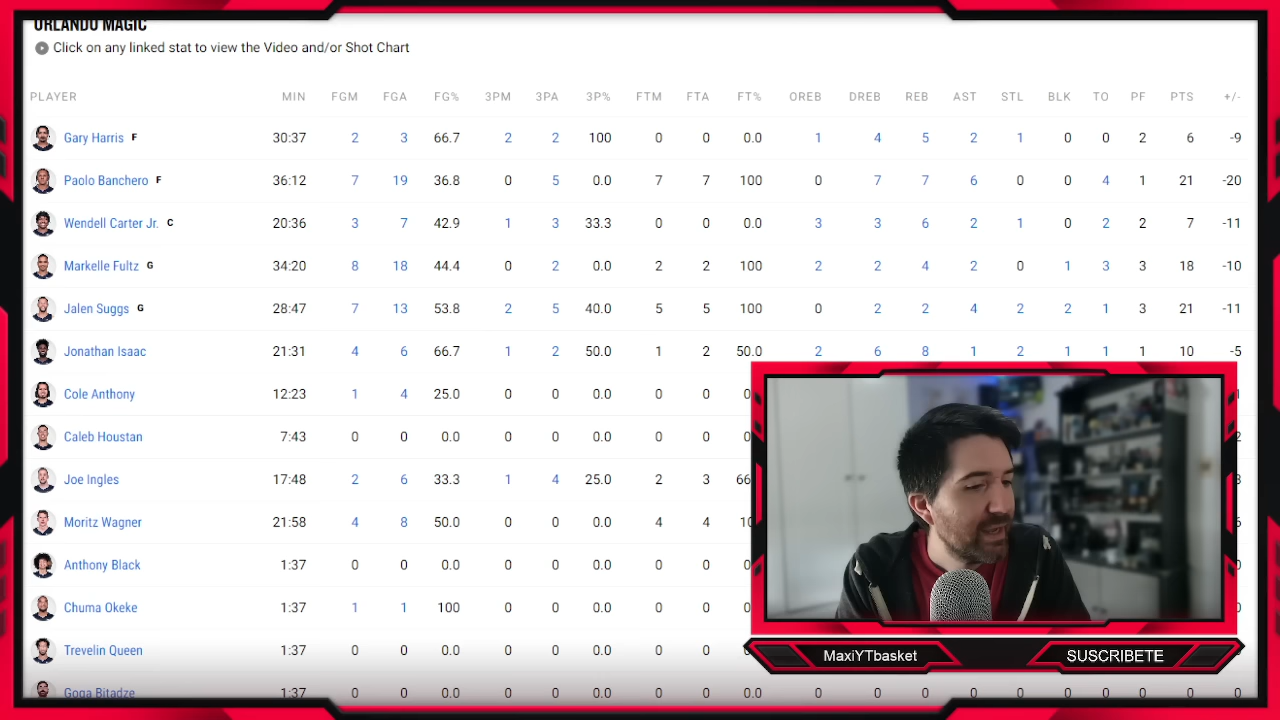 ORLANDO MAGIC
Click on any linked stat to view the Video and/or Shot Chart
PLAYER MIN FGM FGA FG% 3PM 3PA 3P% FTM FTA FT% OREB DREB REB AST STL BLK TO PF PTS +/-
Gary Harris F 30:37 2 3 66.7 2 2 100 0 0 0.0 1 4 5 2 1 0 0 2 6 -9
Paolo Banchero F 36:12 7 19 36.8 0 5 0.0 7 7 100 0 7 7 6 0 0 4 1 21 -20
Wendell Carter Jr. C 20:36 3 7 42.9 1 3 33.3 0 0 0.0 3 3 6 2 1 0 2 2 7 -11
Markelle Fultz G 34:20 8 18 44.4 0 2 0.0 2 2 100 2 2 4 2 0 1 3 3 18 -10
Jalen Suggs G 28:47 7 13 53.8 2 5 40.0 5 5 100 0 2 2 4 2 2 1 3 21 -11
Jonathan Isaac 21:31 4 6 66.7 1 2 50.0 1 2 50.0 2 6 8 1 2 1 1 1 10 -5
Cole Anthony 12:23 1 4 25.0 0 0 0.0 0 0
Caleb Houstan 7:43 0 0 0.0 0 0 0.0 0 0
Joe Ingles 17:48 2 6 33.3 1 4 25.0 2 3
Moritz Wagner 21:58 4 8 50.0 0 0 0.0 4 4
Anthony Black 1:37 0 0 0.0 0 0 0.0 0 0
Chuma Okeke 1:37 1 1 100 0 0 0.0 0 0
Trevelin Queen 1:37 0 0 0.0 0 0 0.0 0 0
Goga Bitadze 1:37 0 0 0.0 0 0 0.0 0 0 0.0 0 0 0 0 0 0 0 0 0 0
MaxiYTbasket
SUSCRIBETE